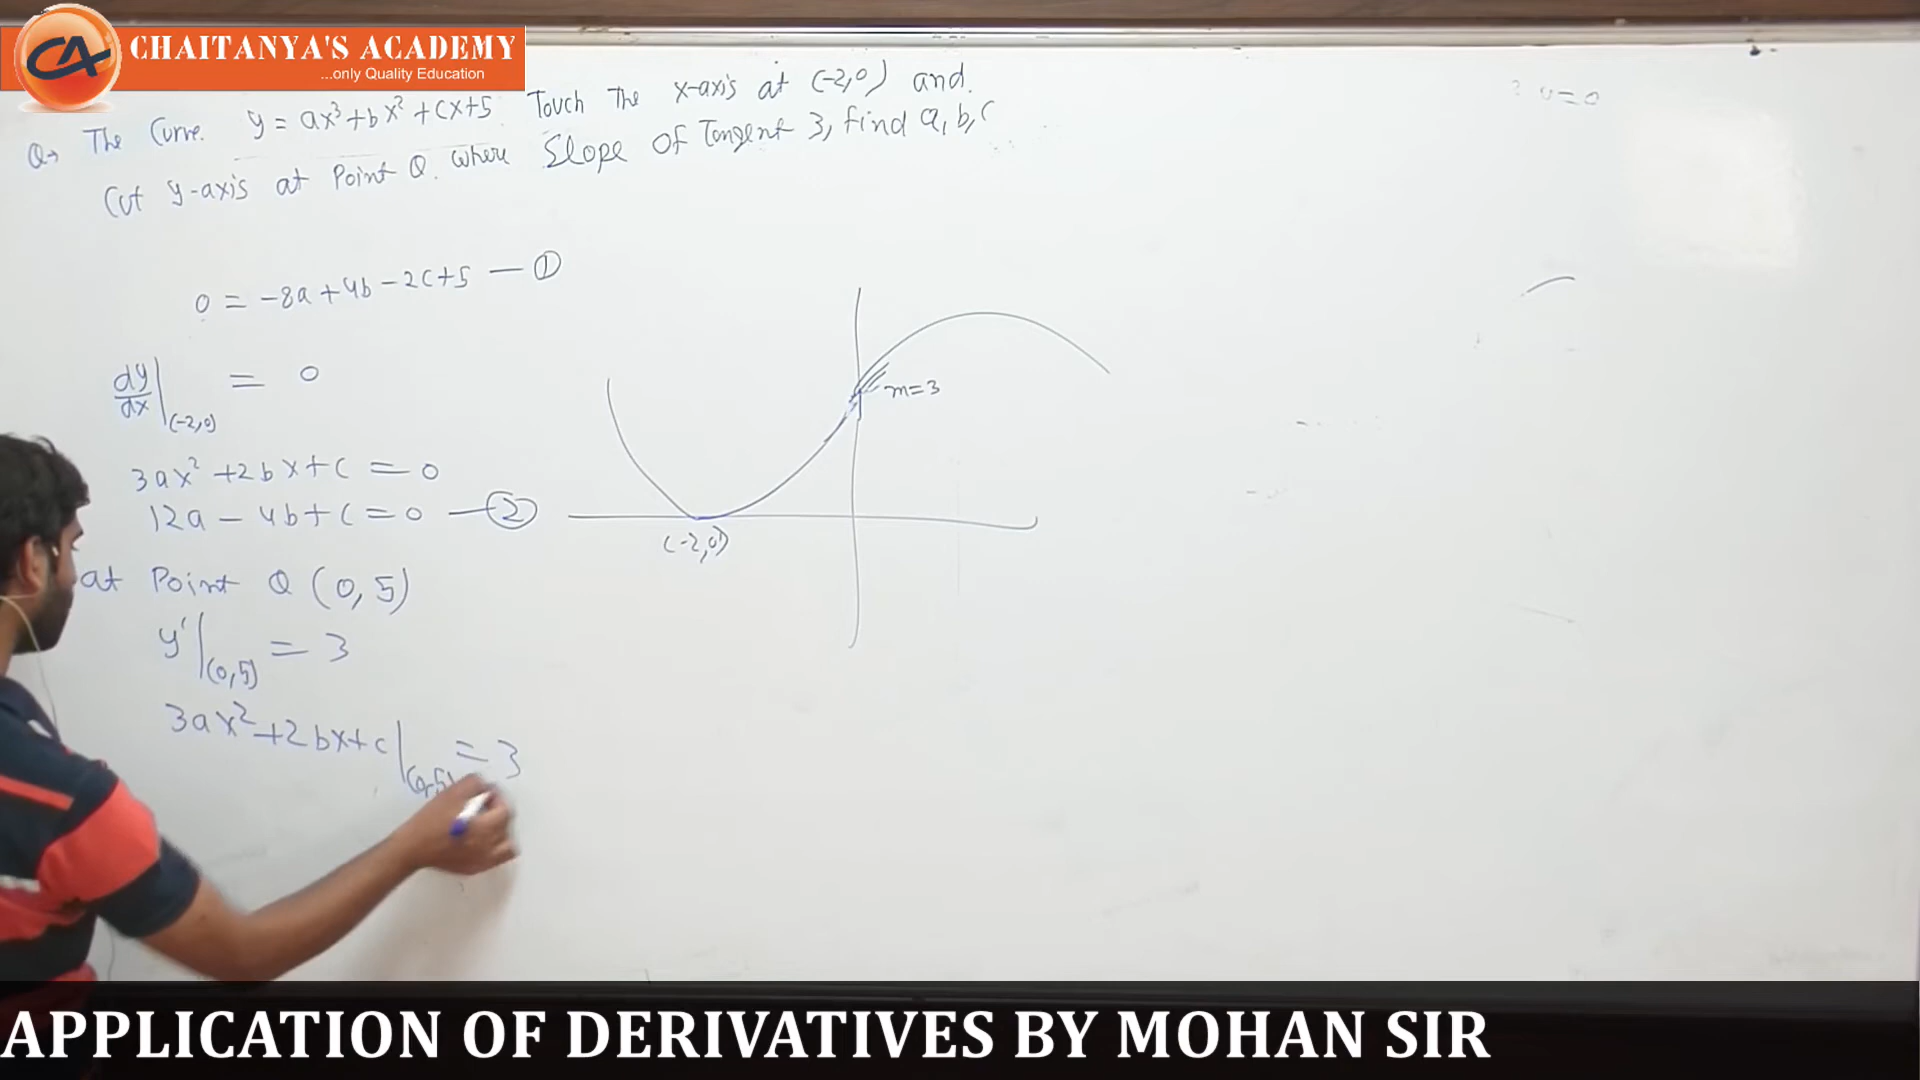 CHAITANYA'S ACADEMY
...only Quality Education
Q→ The Curve. y = ax³+bx²+cx+5 Touch The x-axis at (-2,0) and.
Cut y-axis at Point Q. where Slope of Tangent 3, find a, b, c
0 = -8a+4b-2c+5 — ①
dy/dx|(-2,0) = 0
3ax²+2bx+c = 0
12a - 4b+c = 0 — ②
at Point Q (0, 5)
y'|(0,5) = 3
3ax²+2bx+c|(0,5) = 3
m=3
(-2,0)
APPLICATION OF DERIVATIVES BY MOHAN SIR